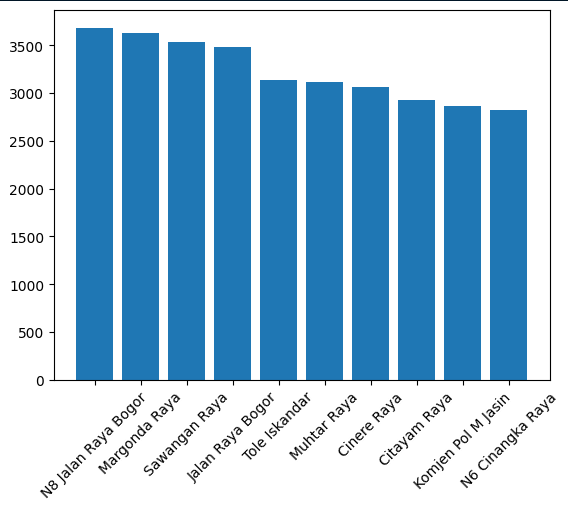 3500
3000
2500
2000
1500
1000
500
0
N8 Jalan Raya Bogor
Margonda Raya
Sawangan Raya
Jalan Raya Bogor
Tole Iskandar
Muhtar Raya
Cinere Raya
Citayam Raya
Komjen Pol M Jasin
N6 Cinangka Raya